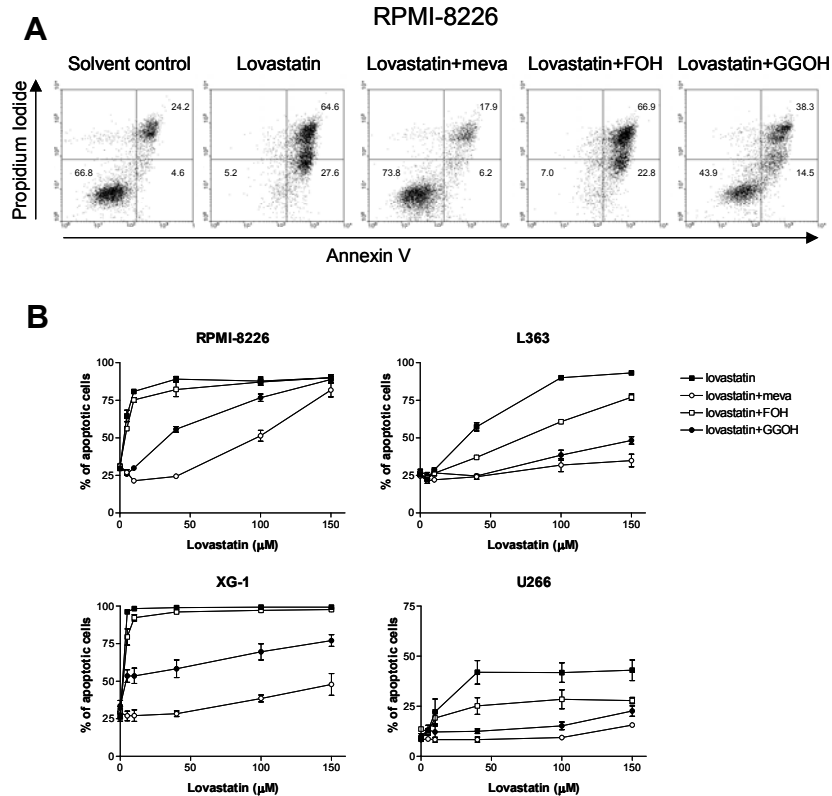 RPMI-8226
A
Solvent control Lovastatin Lovastatin+meva Lovastatin+FOH Lovastatin+GGOH
Propidium Iodide
24.2 64.6 17.9 66.9 38.3
66.8 4.6 5.2 27.6 73.8 6.2 7.0 22.8 43.9 14.5
Annexin V
B
RPMI-8226
% of apoptotic cells
100
75
50
25
0
0 50 100 150
Lovastatin (µM)
L363
% of apoptotic cells
100
75
50
25
0
0 50 100 150
Lovastatin (µM)
lovastatin
lovastatin+meva
lovastatin+FOH
lovastatin+GGOH
XG-1
% of apoptotic cells
100
75
50
25
0
0 50 100 150
Lovastatin (µM)
U266
% of apoptotic cells
75
50
25
0
0 50 100 150
Lovastatin (µM)